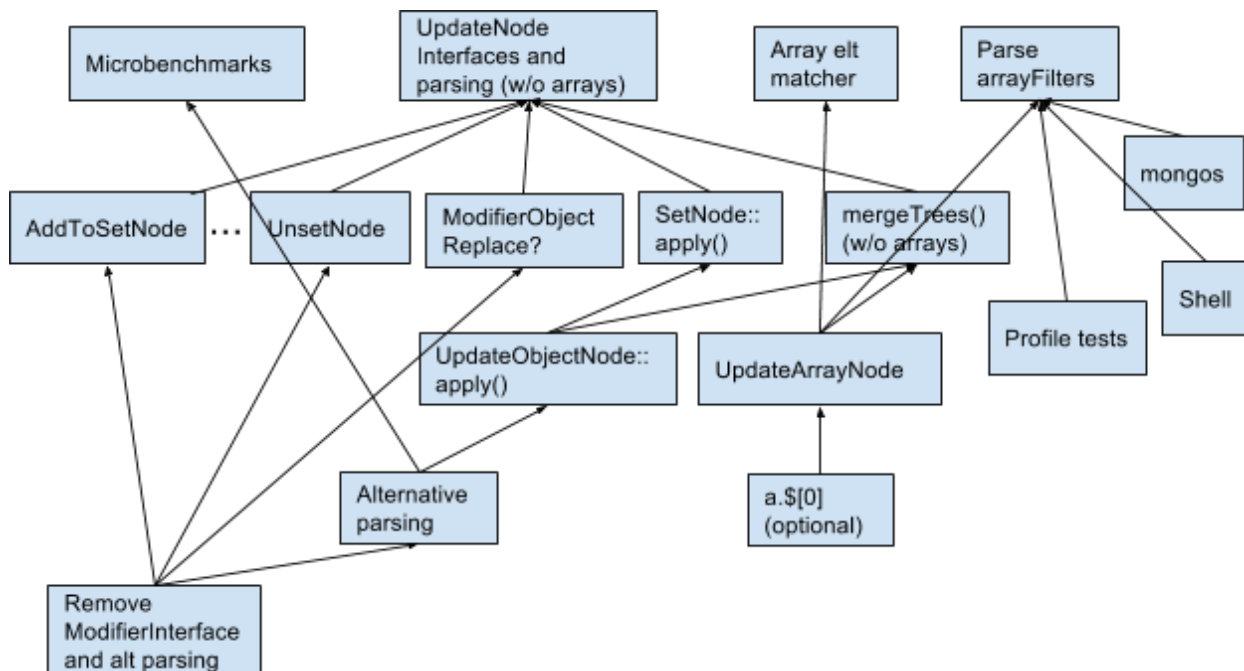 Microbenchmarks
UpdateNode
Interfaces and
parsing (w/o arrays)
Array elt
matcher
Parse
arrayFilters
mongos
AddToSetNode
...
UnsetNode
ModifierObject
Replace?
SetNode::
apply()
mergeTrees()
(w/o arrays)
Shell
Profile tests
UpdateObjectNode::
apply()
UpdateArrayNode
Alternative
parsing
a.$[0]
(optional)
Remove
ModifierInterface
and alt parsing